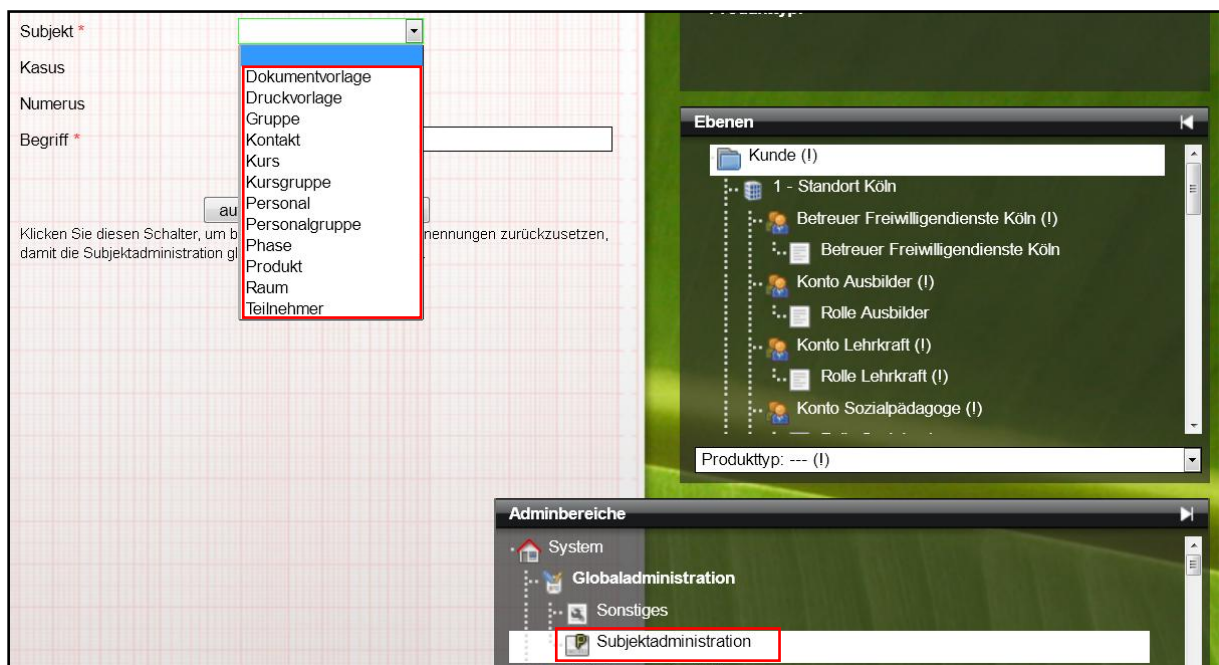 Subjekt *
Kasus
Numerus
Begriff *
Dokumentvorlage
Druckvorlage
Gruppe
Kontakt
Kurs
Kursgruppe
Personal
Personalgruppe
Phase
Produkt
Raum
Teilnehmer
au
Klicken Sie diesen Schalter, um b nennungen zurückzusetzen,
damit die Subjektadministration gl
Ebenen
Kunde (!)
1 - Standort Köln
Betreuer Freiwilligendienste Köln (!)
Betreuer Freiwilligendienste Köln
Konto Ausbilder (!)
Rolle Ausbilder
Konto Lehrkraft (!)
Rolle Lehrkraft (!)
Konto Sozialpädagoge (!)
Produkttyp: --- (!)
Adminbereiche
System
Globaladministration
Sonstiges
Subjektadministration